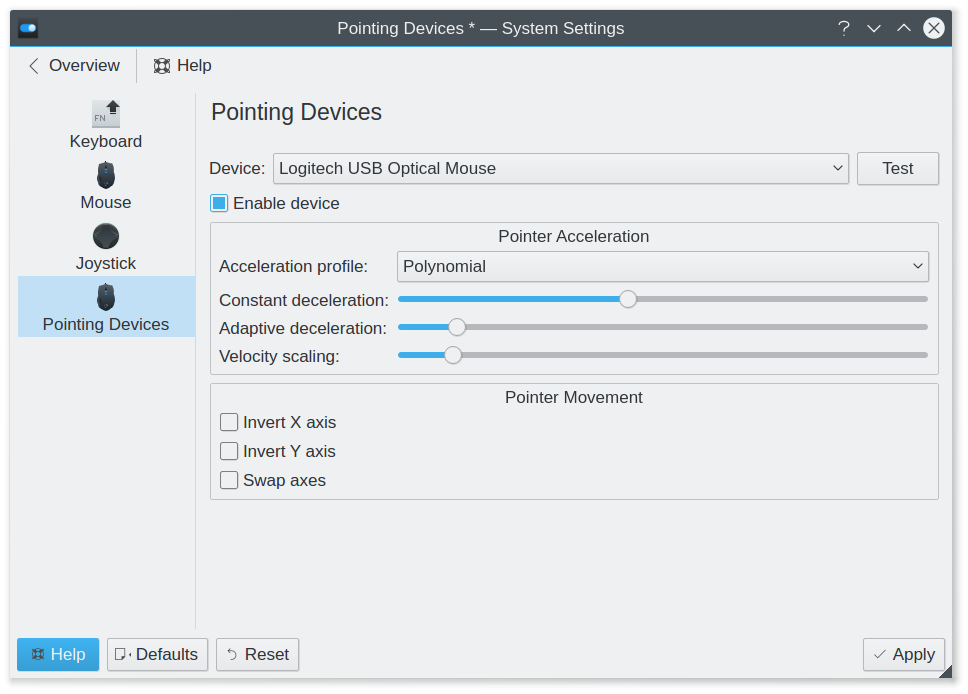 Pointing Devices * — System Settings
Overview Help
Pointing Devices
FN
Keyboard
Mouse
Joystick
Pointing Devices
Device: Logitech USB Optical Mouse Test
Enable device
Pointer Acceleration
Acceleration profile: Polynomial
Constant deceleration:
Adaptive deceleration:
Velocity scaling:
Pointer Movement
Invert X axis
Invert Y axis
Swap axes
Help Defaults Reset Apply